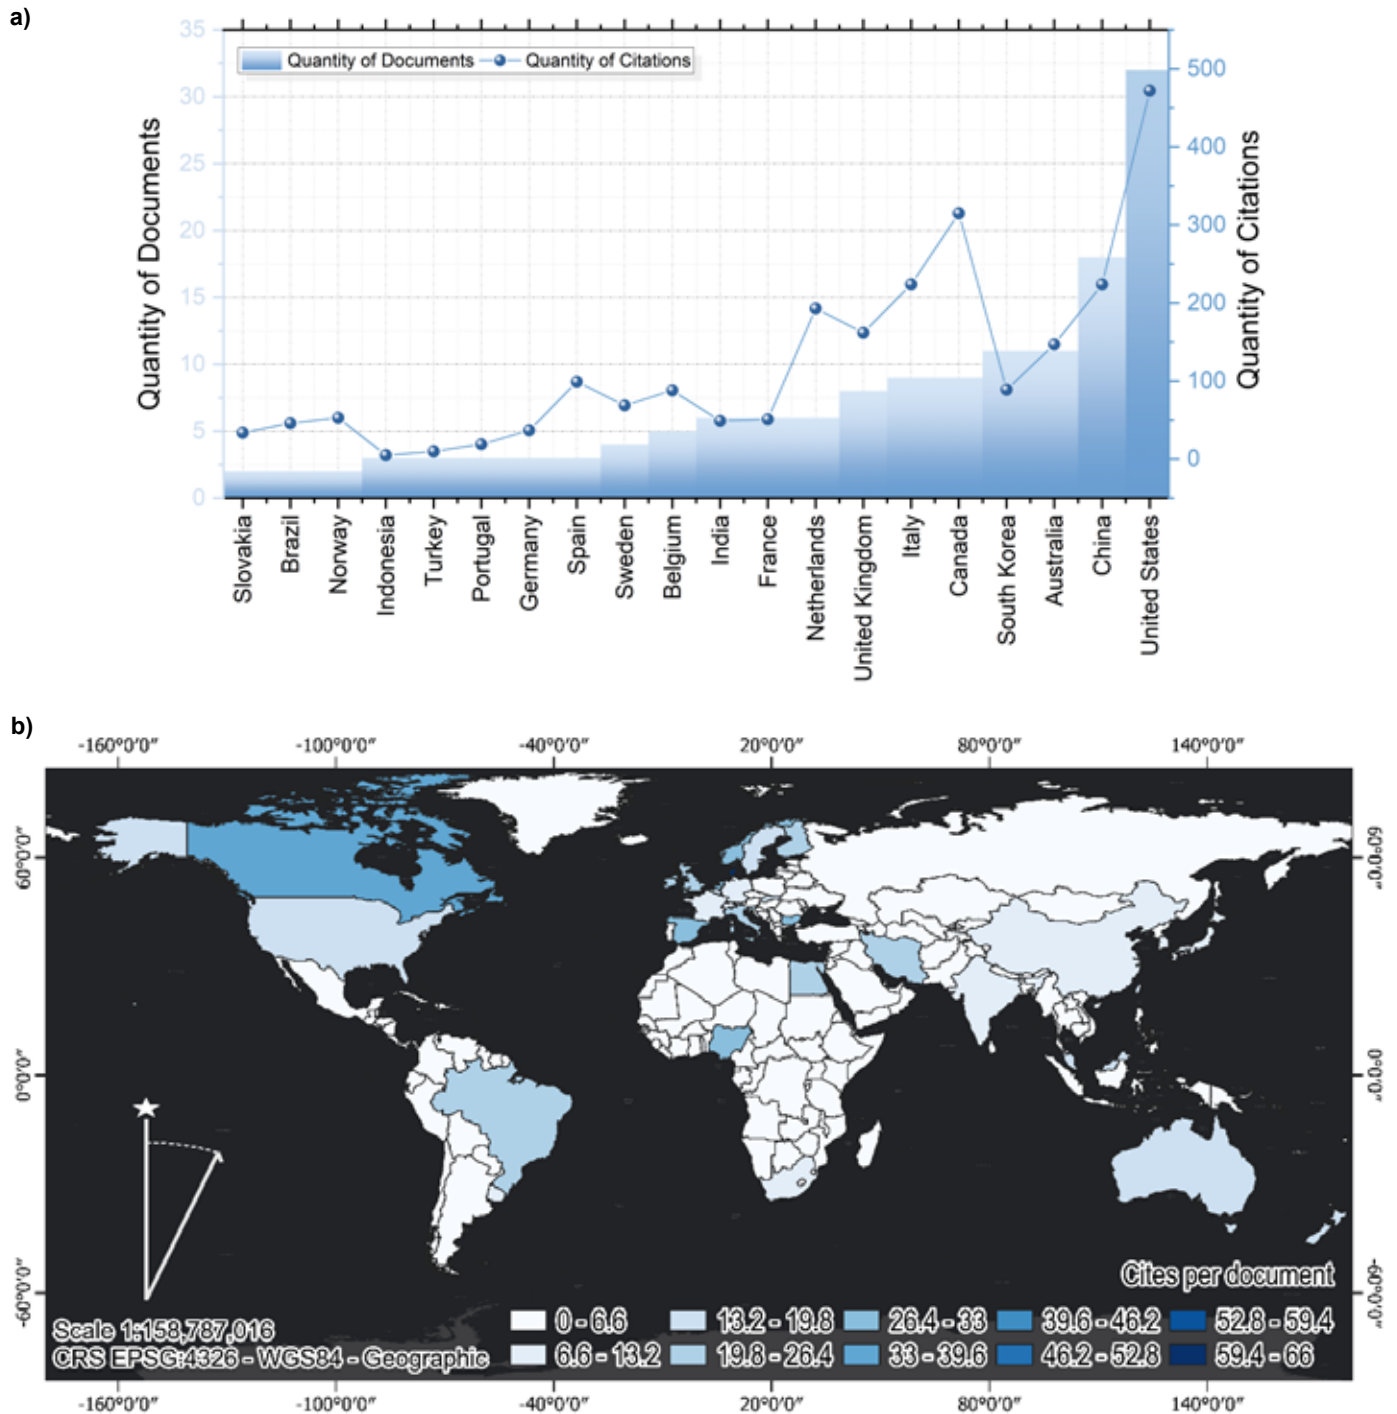 a)
35
30
25
20
15
10
5
0
Quantity of Documents
Quantity of Documents
Quantity of Citations
500
400
300
200
100
0
Quantity of Citations
Slovakia
Brazil
Norway
Indonesia
Turkey
Portugal
Germany
Spain
Sweden
Belgium
India
France
Netherlands
United Kingdom
Italy
Canada
South Korea
Australia
China
United States
b)
-160°0′0″ -100°0′0″ -40°0′0″ 20°0′0″ 80°0′0″ 140°0′0″
60°0′0″
0°0′0″
-60°0′0″
60°0′0″
0°0′0″
-60°0′0″
Cites per document
0 - 6.6 13.2 - 19.8 26.4 - 33 39.6 - 46.2 52.8 - 59.4
6.6 - 13.2 19.8 - 26.4 33 - 39.6 46.2 - 52.8 59.4 - 66
Scale 1:158,787,016
CRS EPSG:4326 - WGS84 - Geographic
-160°0′0″ -100°0′0″ -40°0′0″ 20°0′0″ 80°0′0″ 140°0′0″